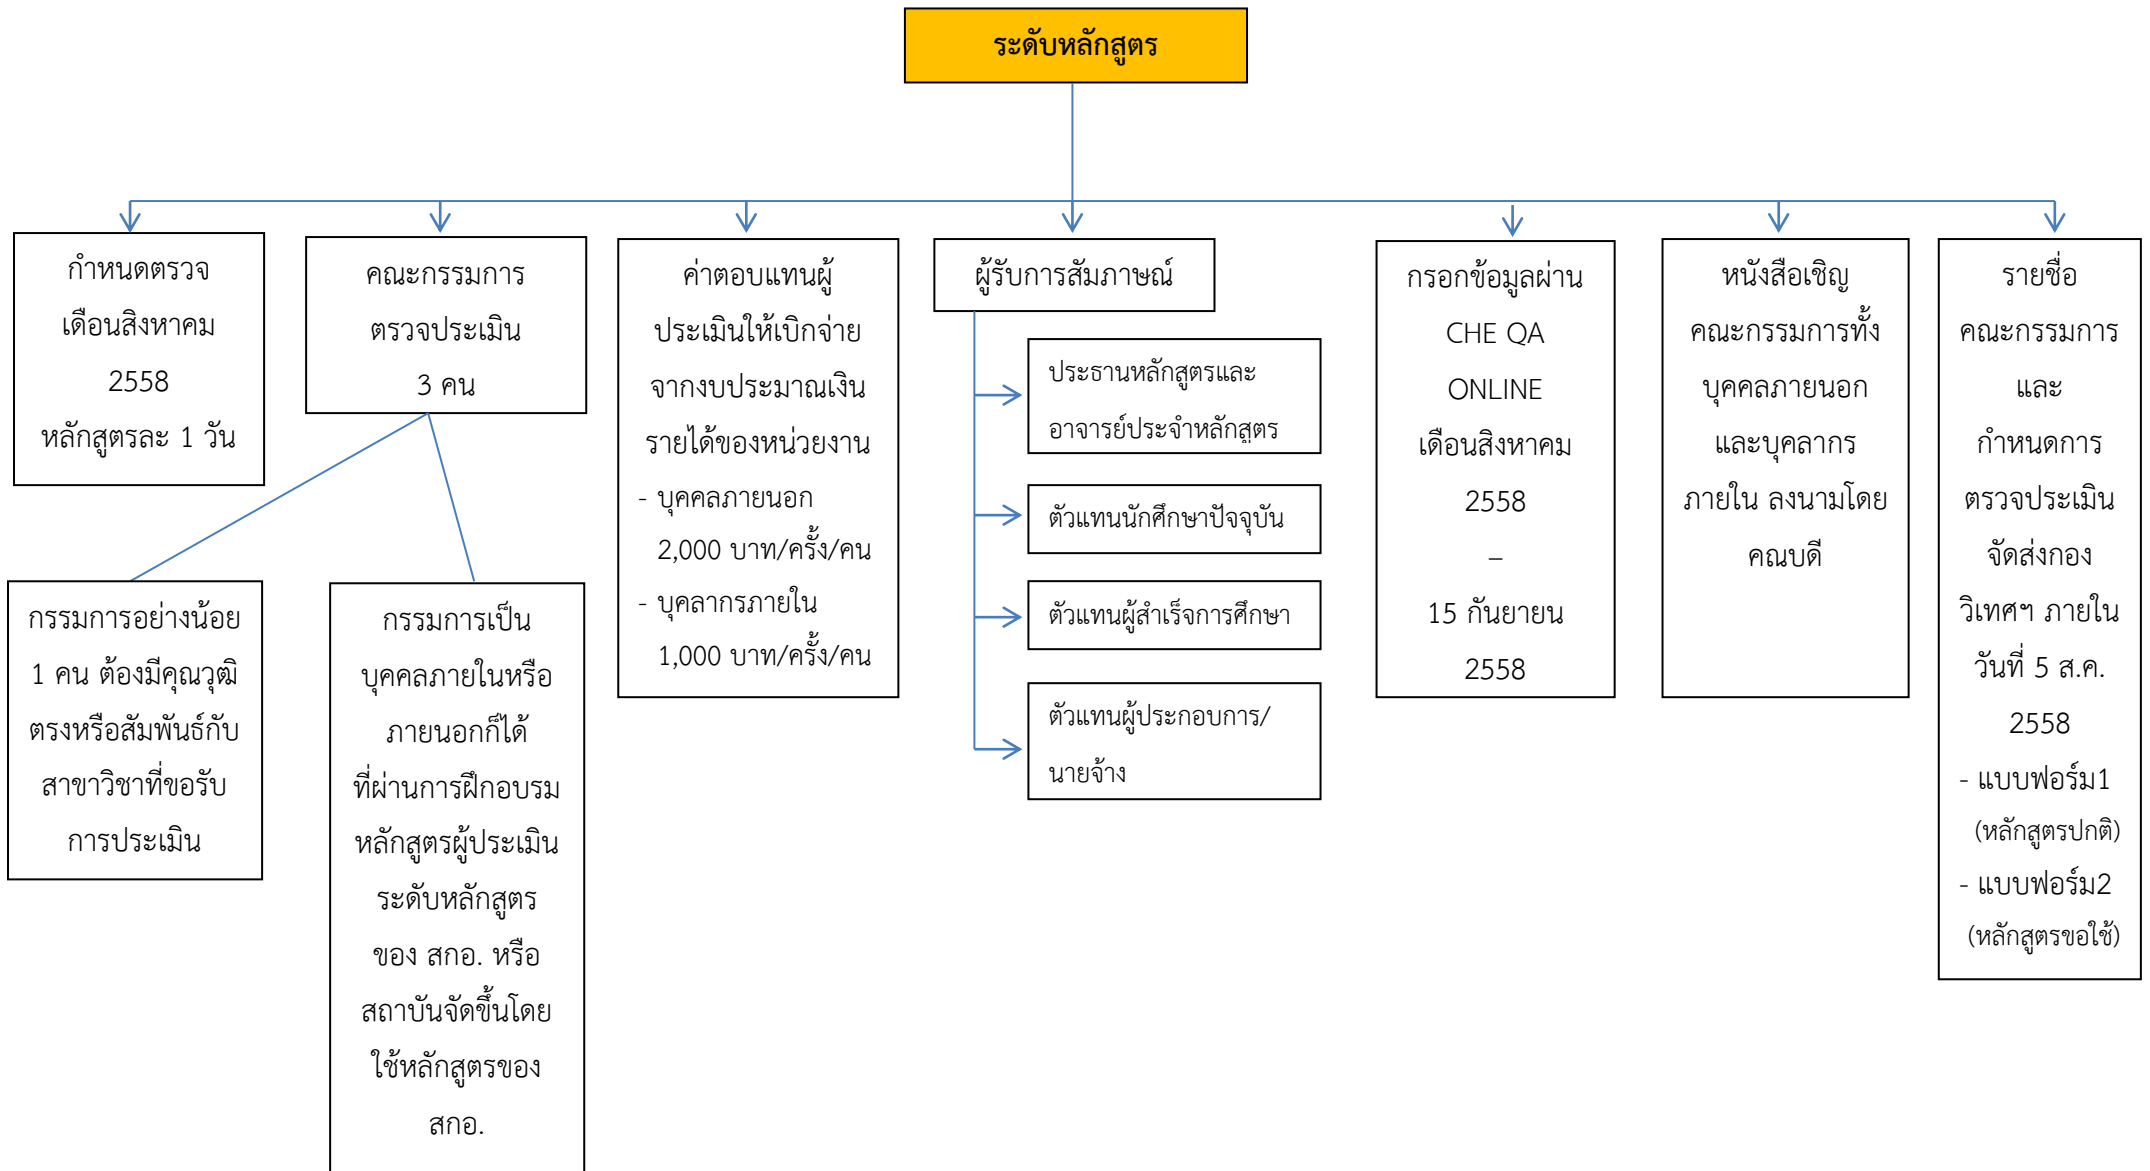 ระดับหลักสูตร
กำหนดตรวจ
เดือนสิงหาคม
2558
หลักสูตรละ 1 วัน
คณะกรรมการ
ตรวจประเมิน
3 คน
กรรมการอย่างน้อย
1 คน ต้องมีคุณวุฒิ
ตรงหรือสัมพันธ์กับ
สาขาวิชาที่ขอรับ
การประเมิน
กรรมการเป็น
บุคคลภายในหรือ
ภายนอกก็ได้
ที่ผ่านการฝึกอบรม
หลักสูตรผู้ประเมิน
ระดับหลักสูตร
ของ สกอ. หรือ
สถาบันจัดขึ้นโดย
ใช้หลักสูตรของ
สกอ.
ค่าตอบแทนผู้
ประเมินให้เบิกจ่าย
จากงบประมาณเงิน
รายได้ของหน่วยงาน
- บุคคลภายนอก
2,000 บาท/ครั้ง/คน
- บุคลากรภายใน
1,000 บาท/ครั้ง/คน
ผู้รับการสัมภาษณ์
ประธานหลักสูตรและ
อาจารย์ประจำหลักสูตร
ตัวแทนนักศึกษาปัจจุบัน
ตัวแทนผู้สำเร็จการศึกษา
ตัวแทนผู้ประกอบการ/
นายจ้าง
กรอกข้อมูลผ่าน
CHE QA
ONLINE
เดือนสิงหาคม
2558
–
15 กันยายน
2558
หนังสือเชิญ
คณะกรรมการทั้ง
บุคคลภายนอก
และบุคลากร
ภายใน ลงนามโดย
คณบดี
รายชื่อ
คณะกรรมการ
และ
กำหนดการ
ตรวจประเมิน
จัดส่งกอง
วิเทศฯ ภายใน
วันที่ 5 ส.ค.
2558
- แบบฟอร์ม1
(หลักสูตรปกติ)
- แบบฟอร์ม2
(หลักสูตรขอใช้)